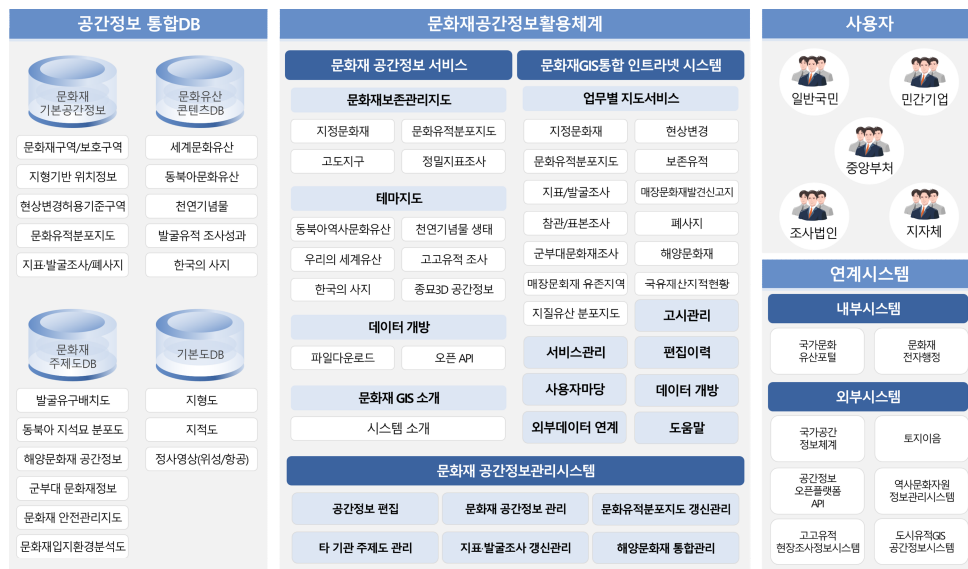 공간정보 통합DB
문화재
기본공간정보
문화유산
콘텐츠DB
문화재구역/보호구역
세계문화유산
지형기반 위치정보
동북아문화유산
현상변경허용기준구역
천연기념물
문화유적분포지도
발굴유적 조사성과
지표·발굴조사/폐사지
한국의 사지
문화재
주제도DB
기본도DB
발굴유구배치도
지형도
동북아 지석묘 분포도
지적도
해양문화재 공간정보
정사영상(위성/항공)
군부대 문화재정보
문화재 안전관리지도
문화재입지환경분석도
문화재공간정보활용체계
문화재 공간정보 서비스
문화재보존관리지도
지정문화재
문화유적분포지도
고도지구
정밀지표조사
테마지도
동북아역사문화유산
천연기념물 생태
우리의 세계유산
고고유적 조사
한국의 사지
종묘3D 공간정보
데이터 개방
파일다운로드
오픈 API
문화재 GIS 소개
시스템 소개
문화재GIS통합 인트라넷 시스템
업무별 지도서비스
지정문화재
현상변경
문화유적분포지도
보존유적
지표/발굴조사
매장문화재발견신고지
참관/표본조사
폐사지
군부대문화재조사
해양문화재
매장문회재 유존지역
국유재산지적현황
지질유산 분포지도
고시관리
서비스관리
편집이력
사용자마당
데이터 개방
외부데이터 연계
도움말
문화재 공간정보관리시스템
공간정보 편집
문화재 공간정보 관리
문화유적분포지도 갱신관리
타 기관 주제도 관리
지표·발굴조사 갱신관리
해양문화재 통합관리
사용자
일반국민
민간기업
중앙부처
조사법인
지자체
연계시스템
내부시스템
국가문화
유산포털
문화재
전자행정
외부시스템
국가공간
정보체계
토지이음
공간정보
오픈플랫폼
API
역사문화자원
정보관리시스템
고고유적
현장조사정보시스템
도시유적GIS
공간정보시스템